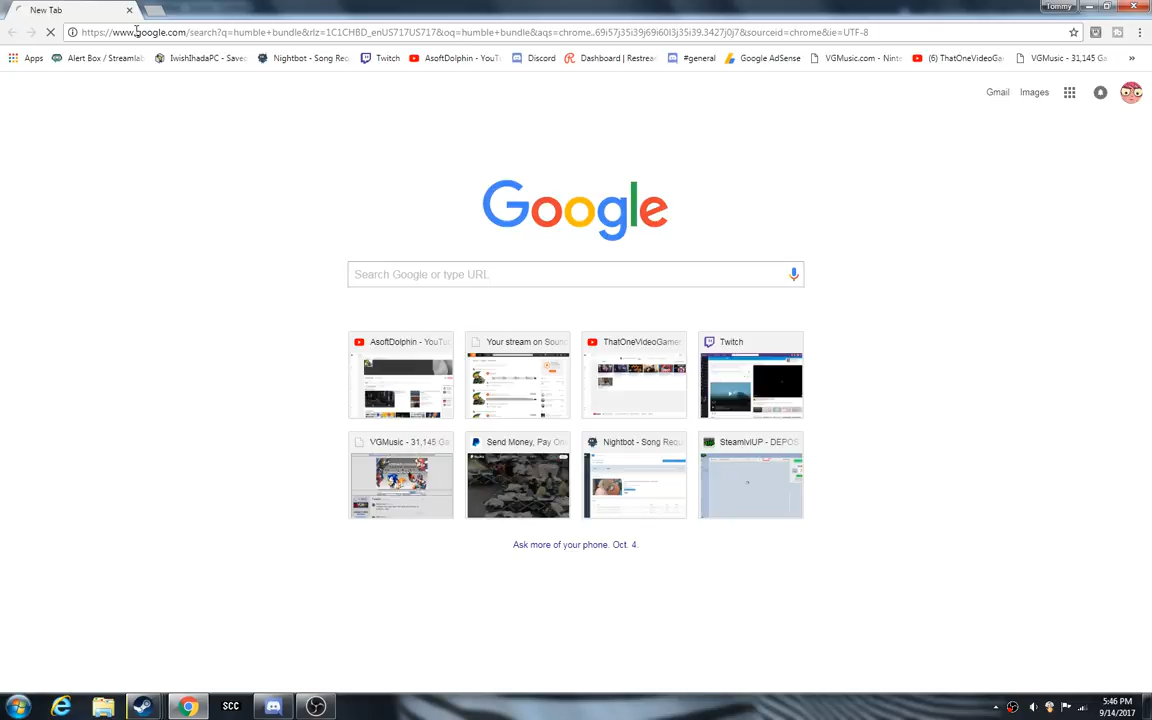 New Tab
Tommy
https://www.google.com/search?q=humble+bundle&rlz=1C1CHBD_enUS717US717&oq=humble+bundle&aqs=chrome..69i57j35i39j69i60l3j35i39.3427j0j7&sourceid=chrome&ie=UTF-8
Apps Alert Box / Streamlab IwishIhadaPC - Saved Nightbot - Song Req Twitch AsoftDolphin - YouTu Discord Dashboard | Restrea #general Google AdSense VGMusic.com - Ninte (6) ThatOneVideoGa VGMusic - 31,145 Ga »
Gmail Images
Google
Search Google or type URL
AsoftDolphin - YouTu Your stream on Soun ThatOneVideoGame Twitch
VGMusic - 31,145 Ga Send Money, Pay On Nightbot - Song Requ SteamlvlUP - DEPOS
Ask more of your phone. Oct. 4.
SCC
5:46 PM
9/14/2017